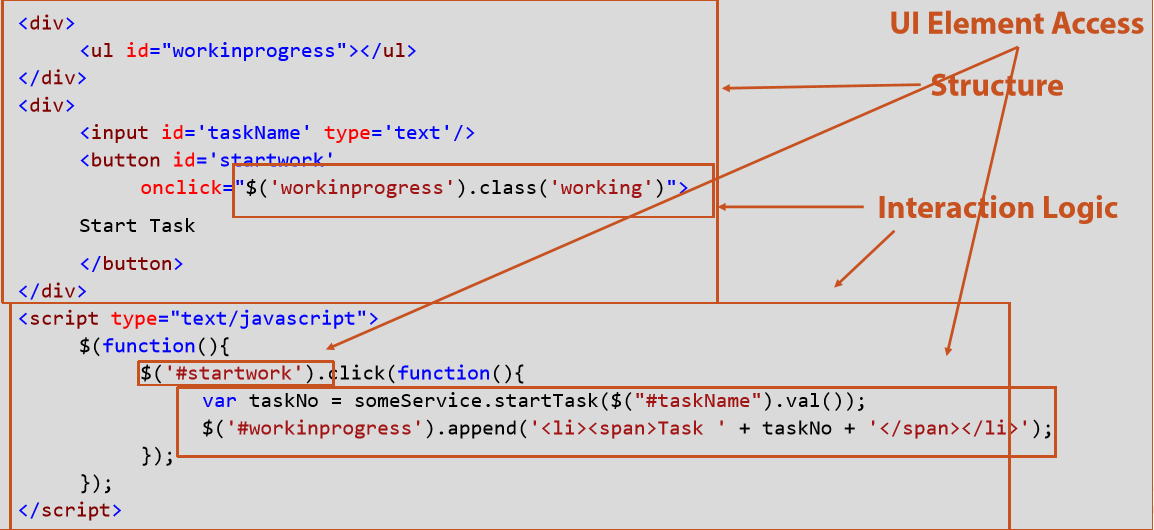 <div>
UI Element Access
<ul id="workinprogress"></ul>
</div>
Structure
<div>
<input id='taskName' type='text'/>
<button id='startwork'
onclick="$('workinprogress').class('working')">
Interaction Logic
Start Task
</button>
</div>
<script type="text/javascript">
$(function(){
$('#startwork').click(function(){
var taskNo = someService.startTask($("#taskName").val());
$('#workinprogress').append('<li><span>Task ' + taskNo + '</span></li>');
});
});
</script>